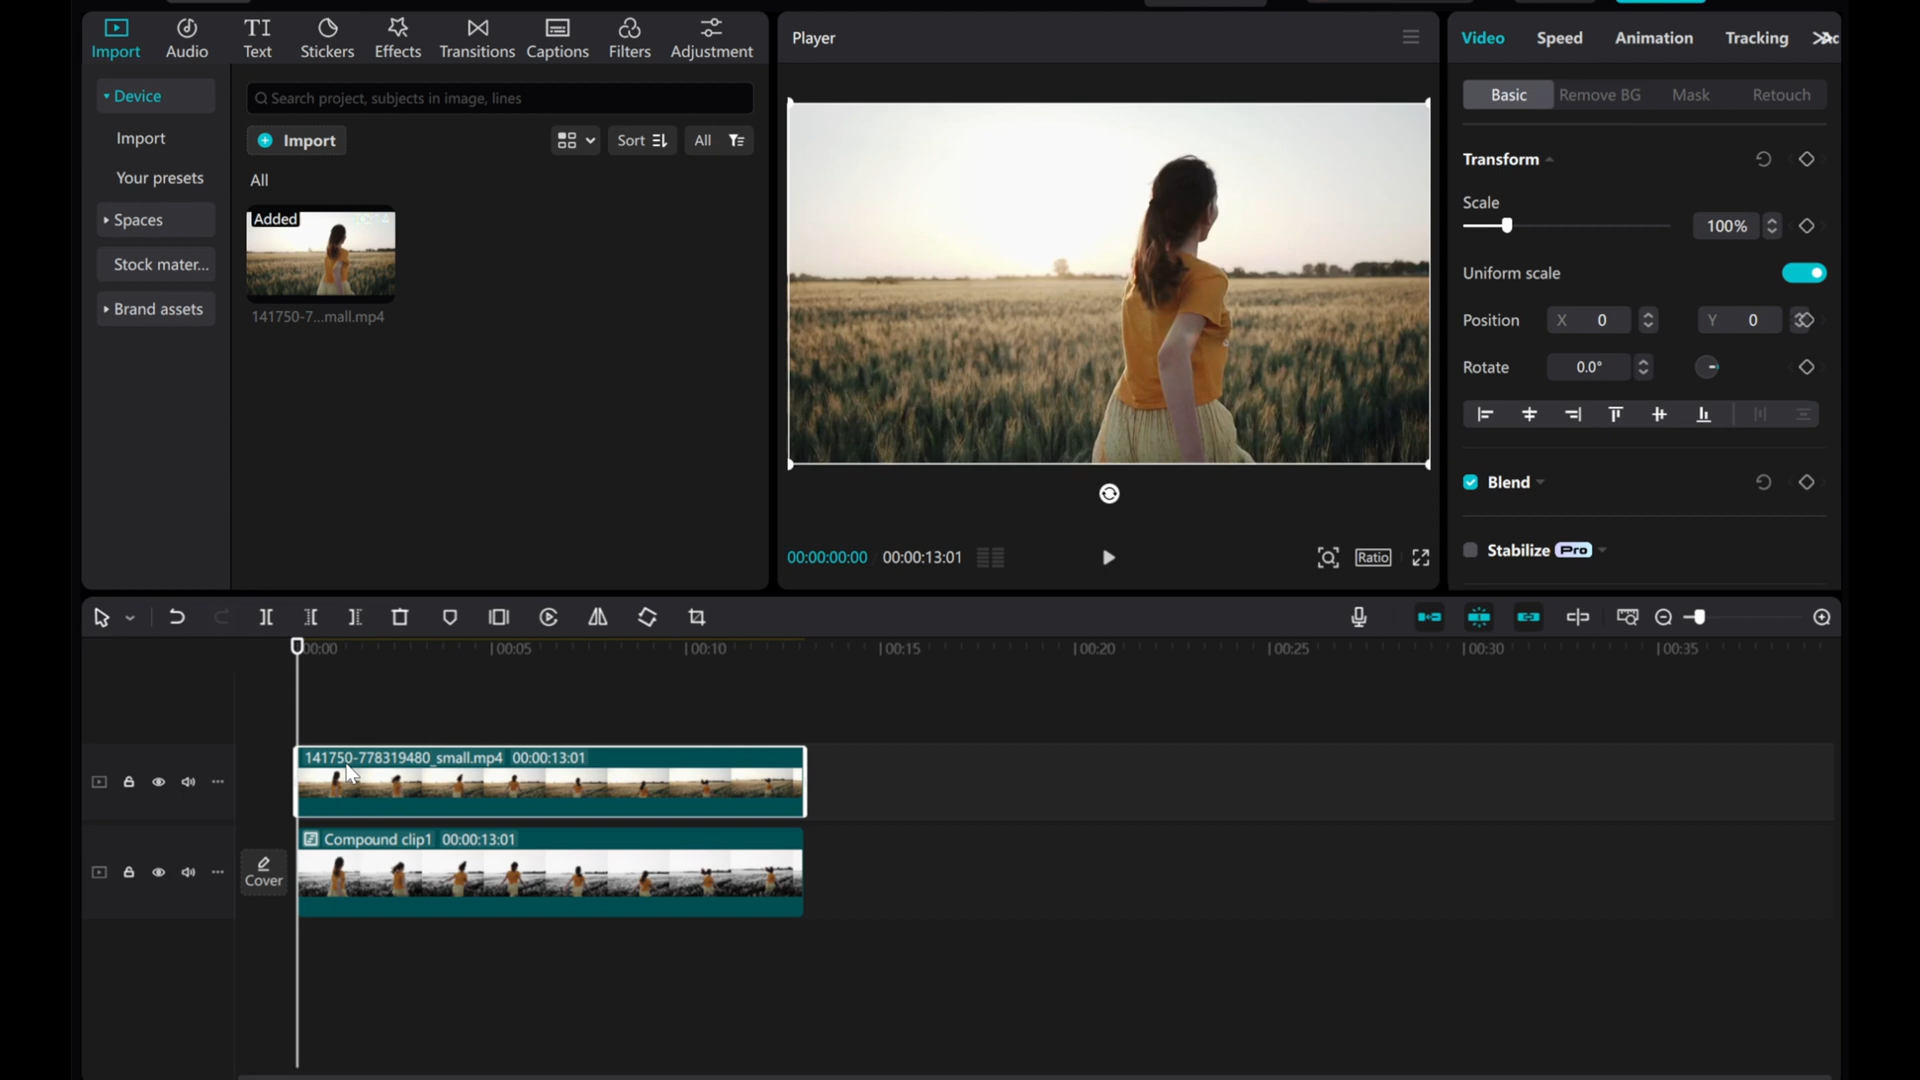 Import
Audio
TI
Text
Stickers
Effects
Transitions
Captions
Filters
Adjustment
Device
Import
Your presets
Spaces
Stock mater...
Brand assets
Search project, subjects in image, lines
Import
Sort
All
All
Added
141750-7...mall.mp4
Player
00:00:00:00
00:00:13:01
Ratio
Video
Speed
Animation
Tracking
Basic
Remove BG
Mask
Retouch
Transform
Scale
100%
Uniform scale
Position
X 0
Y 0
Rotate
0.0°
Blend
Stabilize Pro
00:00
00:05
00:10
00:15
00:20
00:25
00:30
00:35
141750-778319480_small.mp4 00:00:13:01
Compound clip1 00:00:13:01
Cover